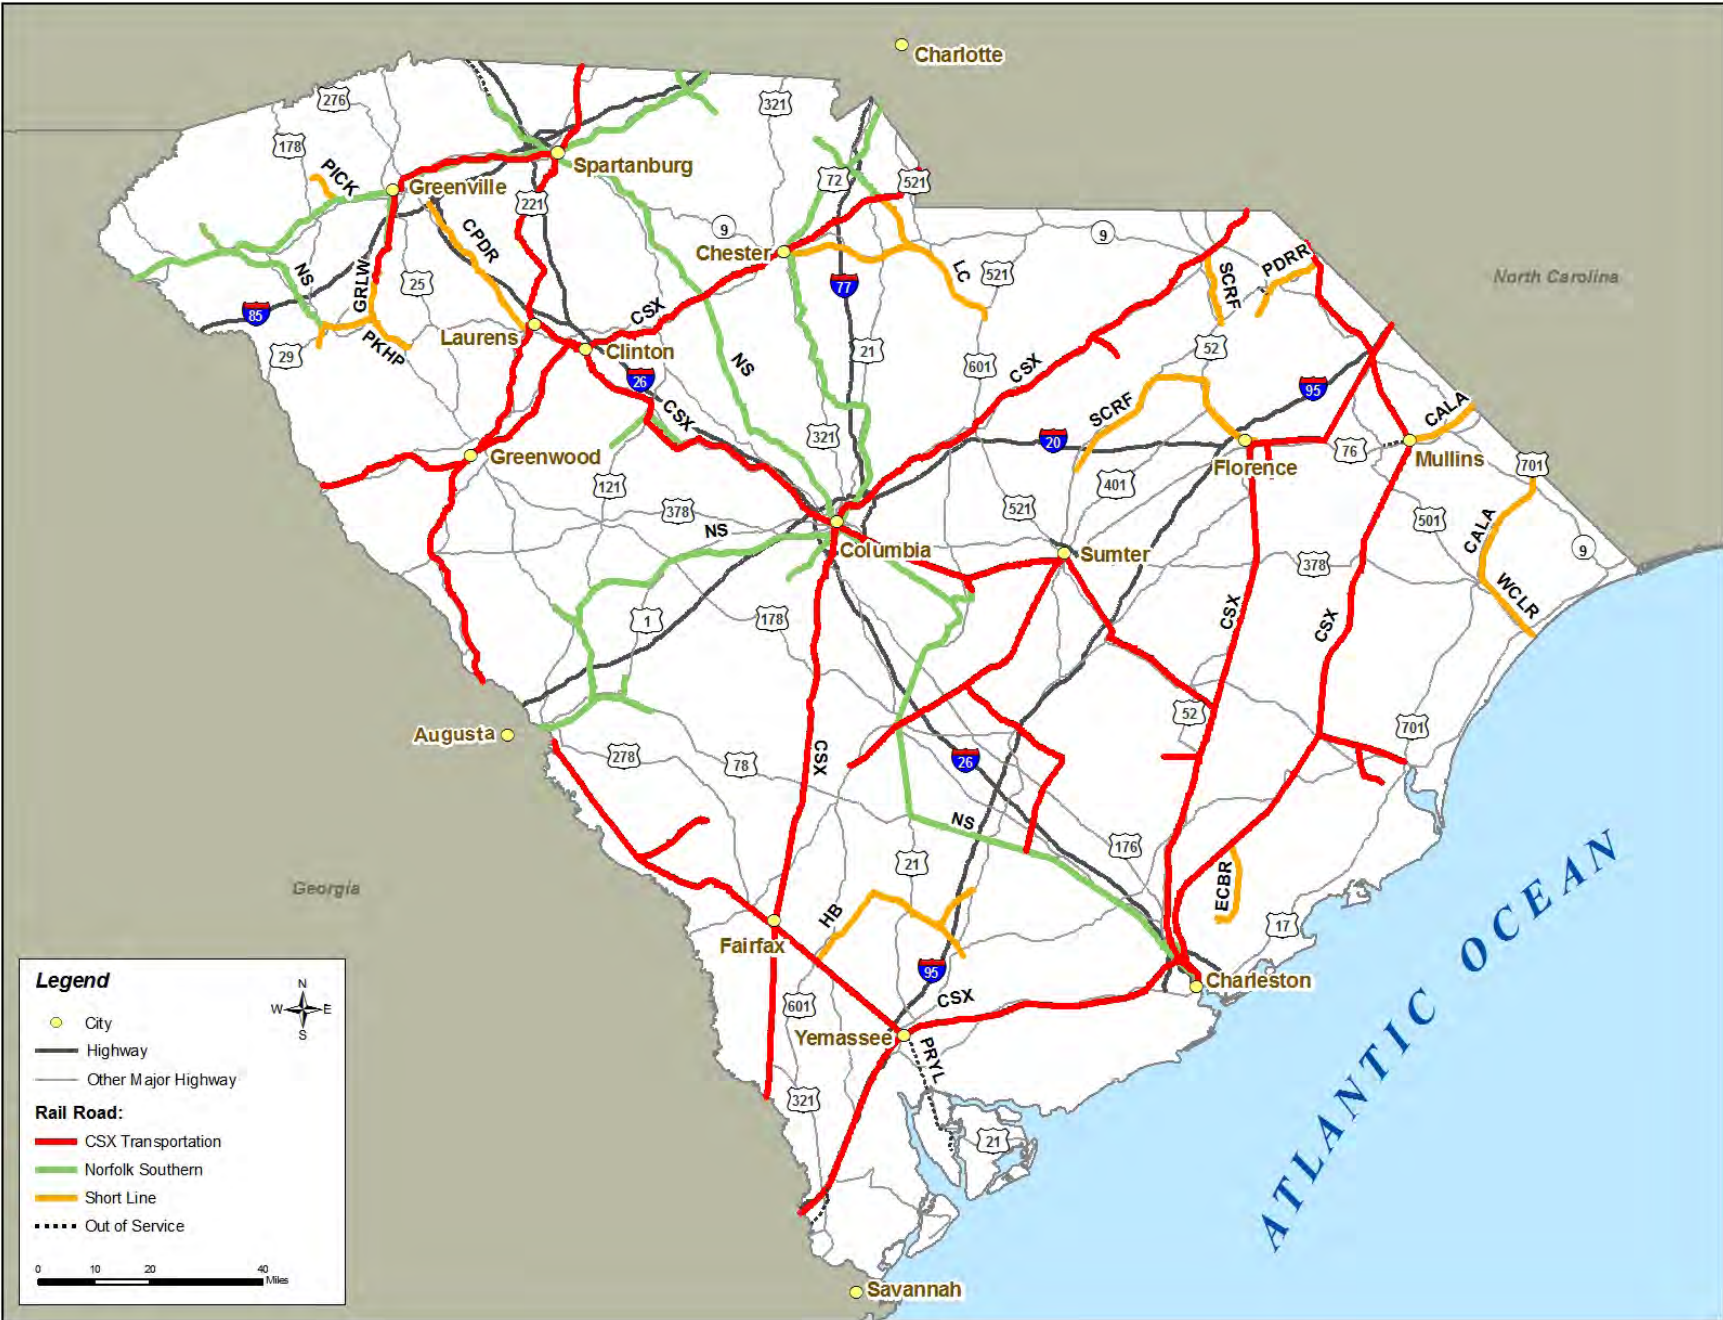 Charlotte
276
321
178
Spartanburg
PICK
Greenville
72
521
221
9
9
CPDR
Chester
LC
521
SCRF
PDRR
North Carolina
NS
GRLW
25
77
85
CSX
Laurens
PKHP
29
Clinton
21
52
NS
601
CSX
26
95
CSX
SCRF
CALA
321
20
Greenwood
Florence
76
Mullins
701
121
401
378
521
501
NS
CALA
Columbia
Sumter
9
378
WCLR
1
178
CSX
CSX
52
701
Augusta
278
78
CSX
26
NS
176
21
Georgia
ECBR
HB
17
Fairfax
95
Charleston
CSX
601
Yemassee
PRYL
321
21
ATLANTIC OCEAN
Savannah
Legend
N
W E
S
City
Highway
Other Major Highway
Rail Road:
CSX Transportation
Norfolk Southern
Short Line
Out of Service
0 10 20 40
Miles